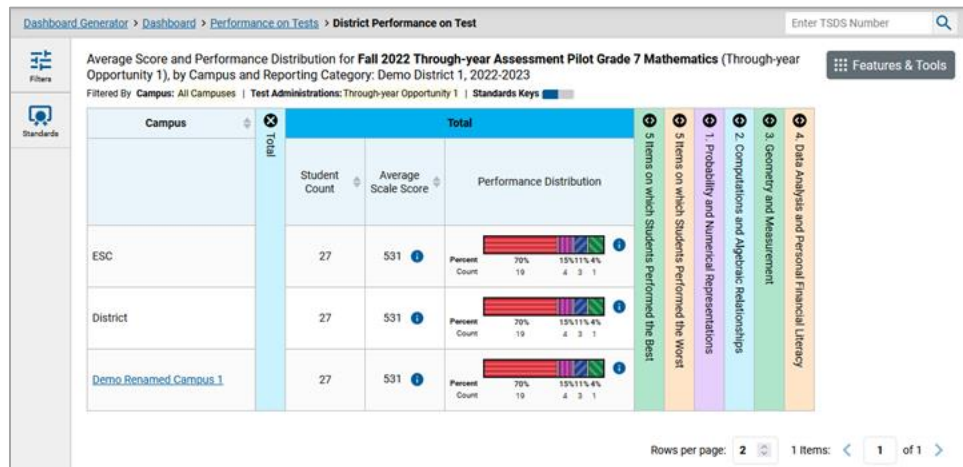 Dashboard Generator > Dashboard > Performance on Tests > District Performance on Test
Enter TSDS Number
Filters
Standards
Average Score and Performance Distribution for Fall 2022 Through-year Assessment Pilot Grade 7 Mathematics (Through-year
Opportunity 1), by Campus and Reporting Category: Demo District 1, 2022-2023
Features & Tools
Filtered By Campus: All Campuses | Test Administrations: Through-year Opportunity 1 | Standards Keys
Campus
Total
Total
Student
Count
Average
Scale Score
Performance Distribution
5 Items on which Students Performed the Best
5 Items on which Students Performed the Worst
1. Probability and Numerical Representations
2. Computations and Algebraic Relationships
3. Geometry and Measurement
4. Data Analysis and Personal Financial Literacy
ESC 27 531
Percent 70% 15% 11% 4%
Count 19 4 3 1
District 27 531
Percent 70% 15% 11% 4%
Count 19 4 3 1
Demo Renamed Campus 1 27 531
Percent 70% 15% 11% 4%
Count 19 4 3 1
Rows per page: 2 1 Items: < 1 of 1 >